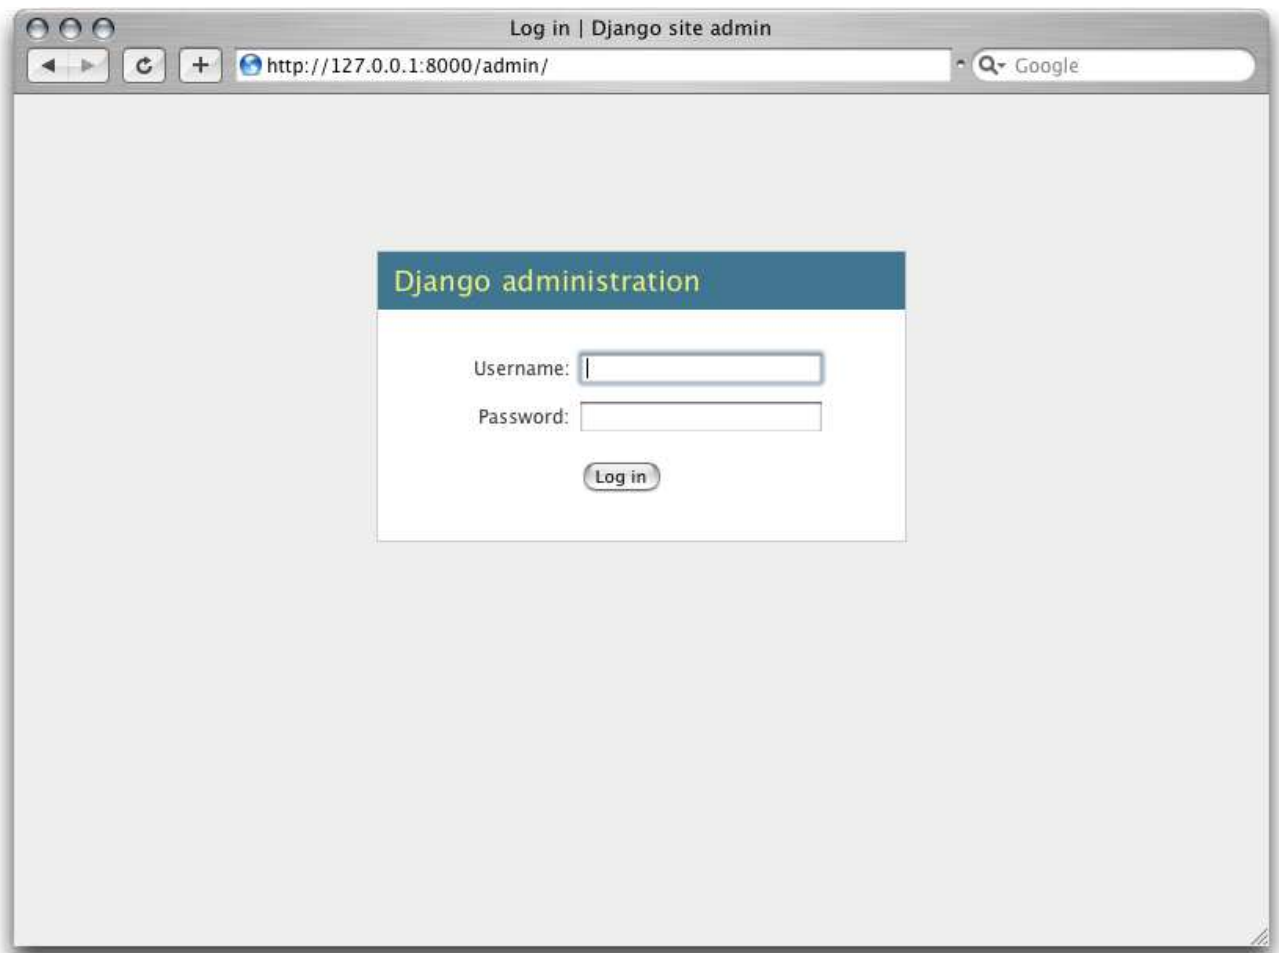 Log in | Django site admin
http://127.0.0.1:8000/admin/
Google
Django administration
Username:
Password:
Log in